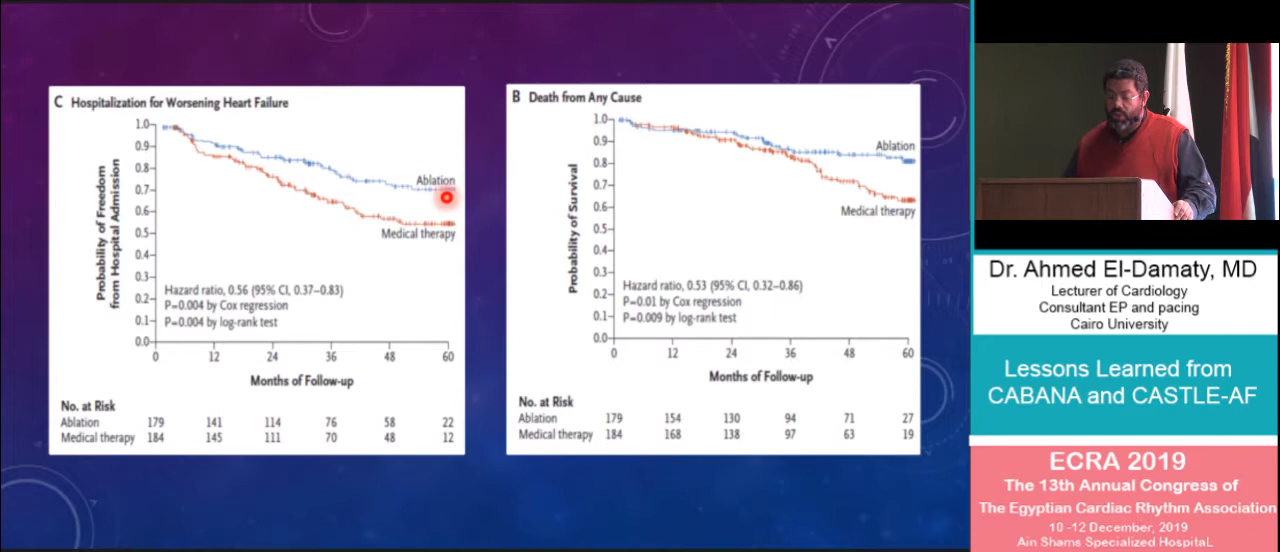 C Hospitalization for Worsening Heart Failure
Probability of Freedom
from Hospital Admission
1.0
0.9
0.8
0.7
0.6
0.5
0.4
0.3
0.2
0.1
0.0
Ablation
Medical therapy
Hazard ratio, 0.56 (95% CI, 0.37–0.83)
P=0.004 by Cox regression
P=0.004 by log-rank test
0 12 24 36 48 60
Months of Follow-up
No. at Risk
Ablation 179 141 114 76 58 22
Medical therapy 184 145 111 70 48 12
B Death from Any Cause
Probability of Survival
1.0
0.9
0.8
0.7
0.6
0.5
0.4
0.3
0.2
0.1
0.0
Ablation
Medical therapy
Hazard ratio, 0.53 (95% CI, 0.32–0.86)
P=0.01 by Cox regression
P=0.009 by log-rank test
0 12 24 36 48 60
Months of Follow-up
No. at Risk
Ablation 179 154 130 94 71 27
Medical therapy 184 168 138 97 63 19
Dr. Ahmed El-Damaty, MD
Lecturer of Cardiology
Consultant EP and pacing
Cairo University
Lessons Learned from
CABANA and CASTLE-AF
ECRA 2019
The 13th Annual Congress of
The Egyptian Cardiac Rhythm Association
10 -12 December, 2019
Ain Shams Specialized HospitaL